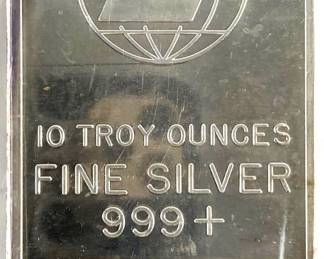 10 TROY OUNCES
FINE SILVER
999+